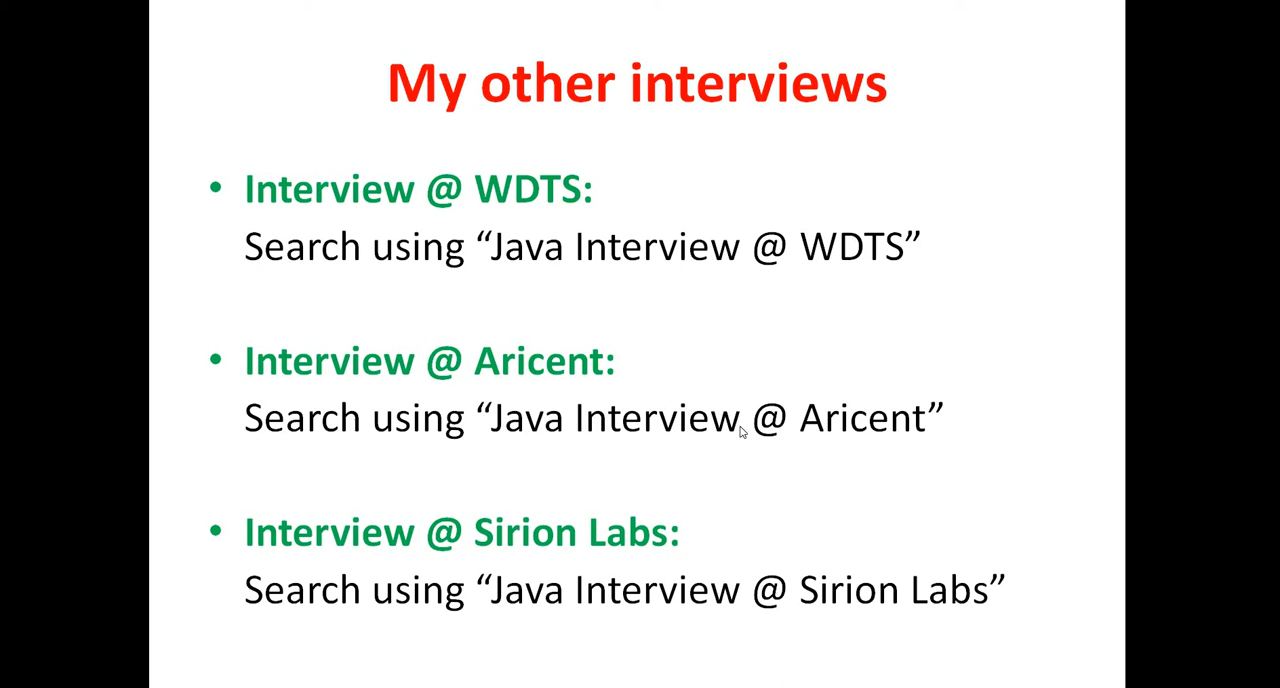 My other interviews
• Interview @ WDTS:
Search using “Java Interview @ WDTS”
• Interview @ Aricent:
Search using “Java Interview @ Aricent”
• Interview @ Sirion Labs:
Search using “Java Interview @ Sirion Labs”